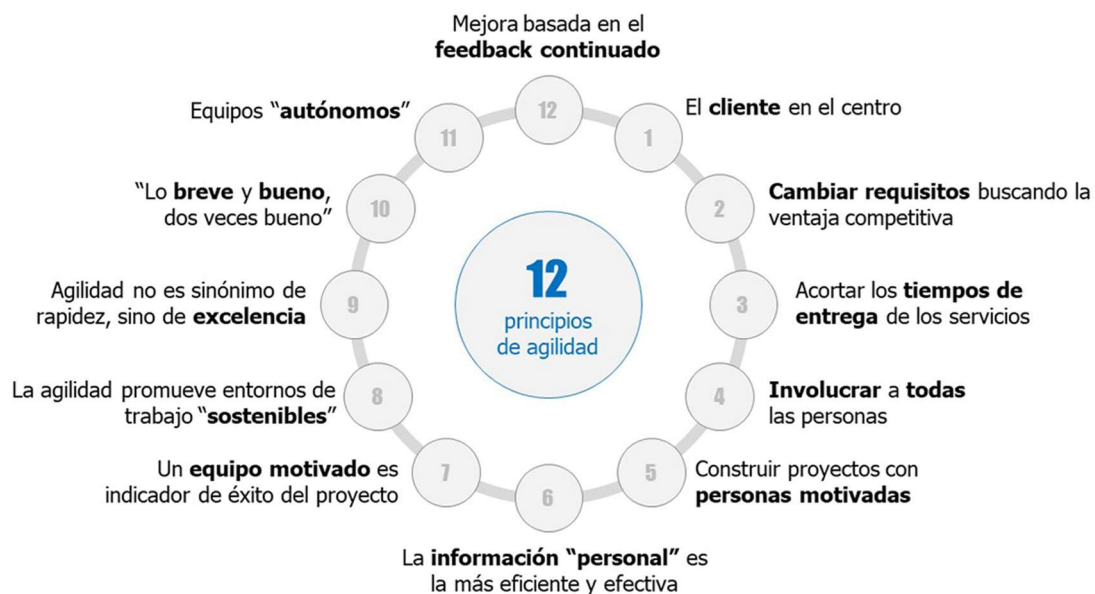 Mejora basada en el
feedback continuado
12
El cliente en el centro
1
Cambiar requisitos buscando la
ventaja competitiva
2
Acortar los tiempos de
entrega de los servicios
3
Involucrar a todas
las personas
4
Construir proyectos con
personas motivadas
5
La información “personal” es
la más eficiente y efectiva
6
Un equipo motivado es
indicador de éxito del proyecto
7
La agilidad promueve entornos de
trabajo “sostenibles”
8
Agilidad no es sinónimo de
rapidez, sino de excelencia
9
“Lo breve y bueno,
dos veces bueno”
10
Equipos “autónomos”
11
12
principios
de agilidad